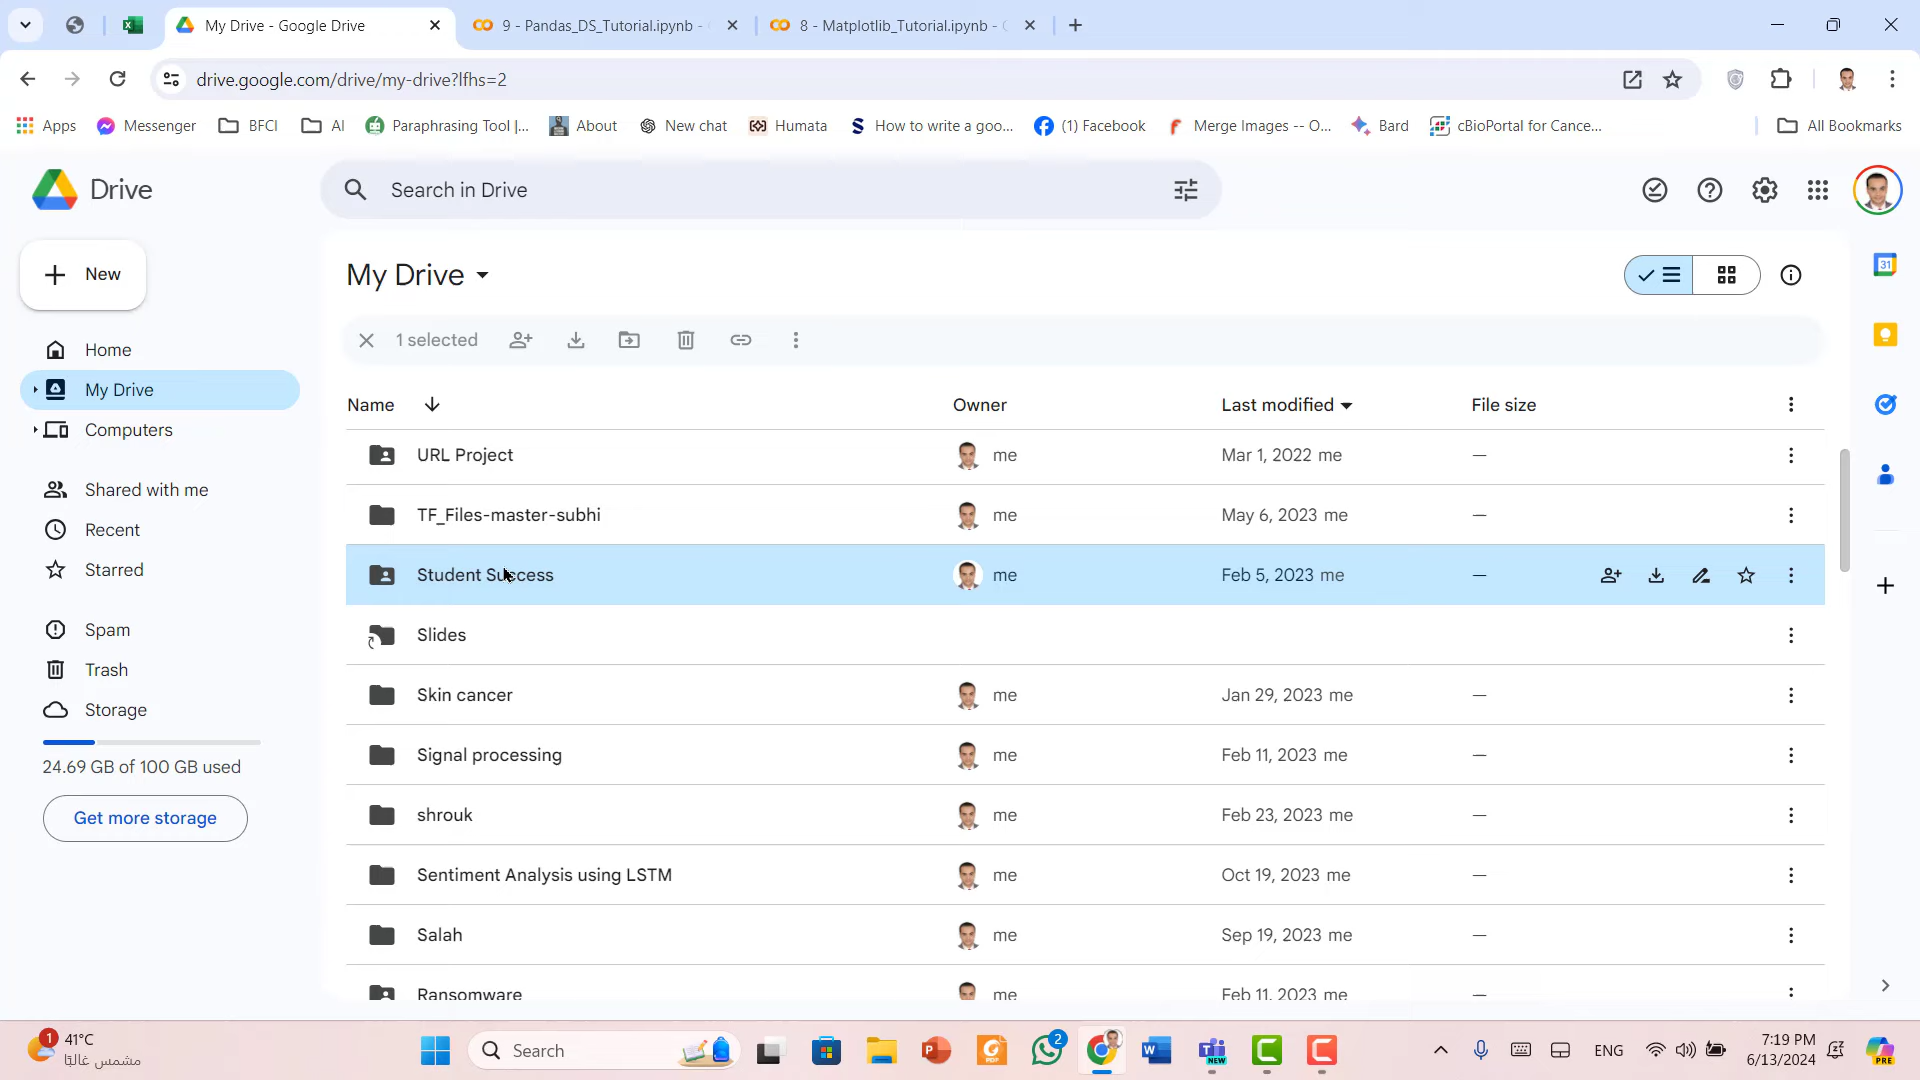 My Drive - Google Drive
9 - Pandas_DS_Tutorial.ipynb -
8 - Matplotlib_Tutorial.ipynb -
drive.google.com/drive/my-drive?lfhs=2
Apps
Messenger
BFCI
AI
Paraphrasing Tool |...
About
New chat
Humata
How to write a goo...
(1) Facebook
Merge Images -- O...
Bard
cBioPortal for Cance...
All Bookmarks
Drive
Search in Drive
New
My Drive
1 selected
Home
My Drive
Computers
Shared with me
Recent
Starred
Spam
Trash
Storage
24.69 GB of 100 GB used
Get more storage
Name Owner Last modified File size
URL Project me Mar 1, 2022 me —
TF_Files-master-subhi me May 6, 2023 me —
Student Success me Feb 5, 2023 me —
Slides
Skin cancer me Jan 29, 2023 me —
Signal processing me Feb 11, 2023 me —
shrouk me Feb 23, 2023 me —
Sentiment Analysis using LSTM me Oct 19, 2023 me —
Salah me Sep 19, 2023 me —
Ransomware me Feb 11, 2023 me —
31
1
41°C
مشمس غالبًا
Search
2
NEW
ENG
7:19 PM
6/13/2024
PRE